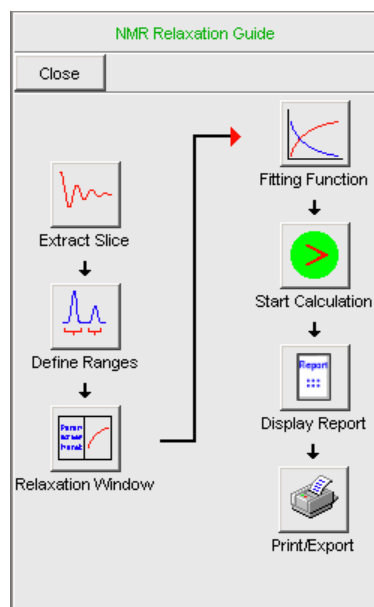 NMR Relaxation Guide
Close
Extract Slice
Define Ranges
Relaxation Window
Fitting Function
Start Calculation
Report
Display Report
Print/Export